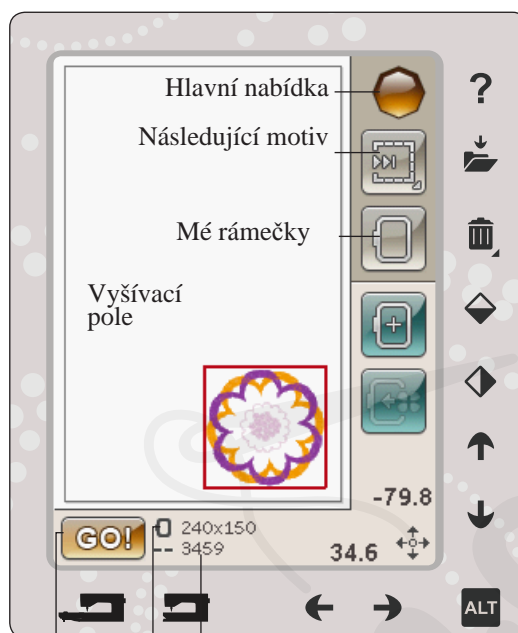 Hlavní nabídka
?
Následující motiv
Mé rámečky
Vyšívací
pole
-79.8
GO!
240x150
3459
34.6
ALT